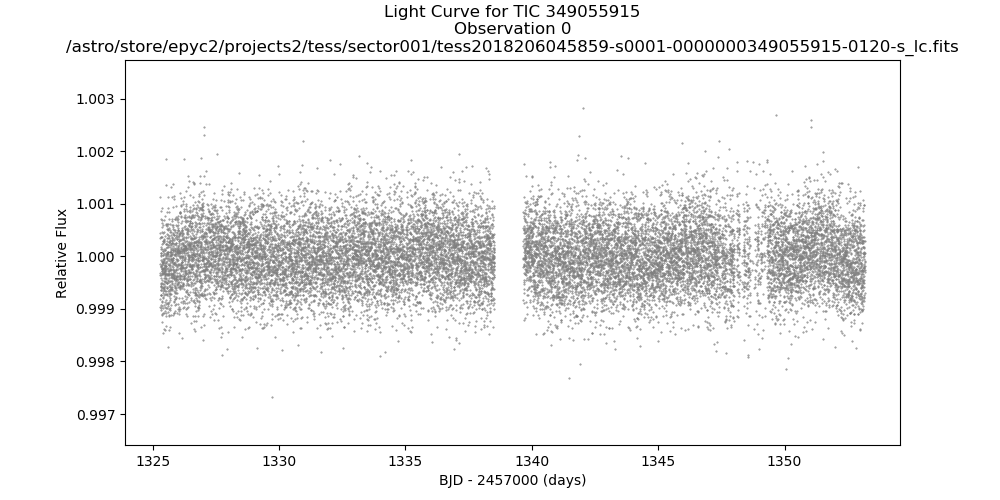 Light Curve for TIC 349055915
Observation 0
/astro/store/epyc2/projects2/tess/sector001/tess2018206045859-s0001-0000000349055915-0120-s_lc.fits
1.003
1.002
1.001
1.000
0.999
0.998
0.997
Relative Flux
1325
1330
1335
1340
1345
1350
BJD - 2457000 (days)